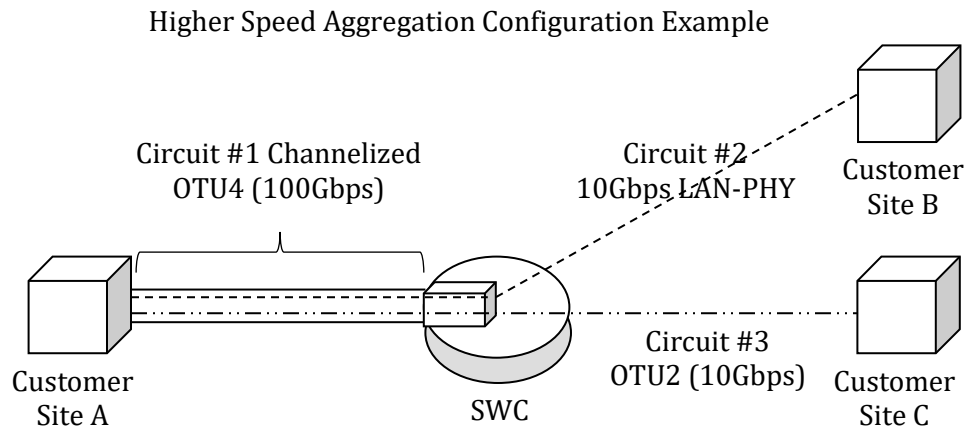 Higher Speed Aggregation Configuration Example
Circuit #1 Channelized
OTU4 (100Gbps)
Circuit #2
10Gbps LAN-PHY
Customer
Site B
Customer
Site A
SWC
Circuit #3
OTU2 (10Gbps)
Customer
Site C